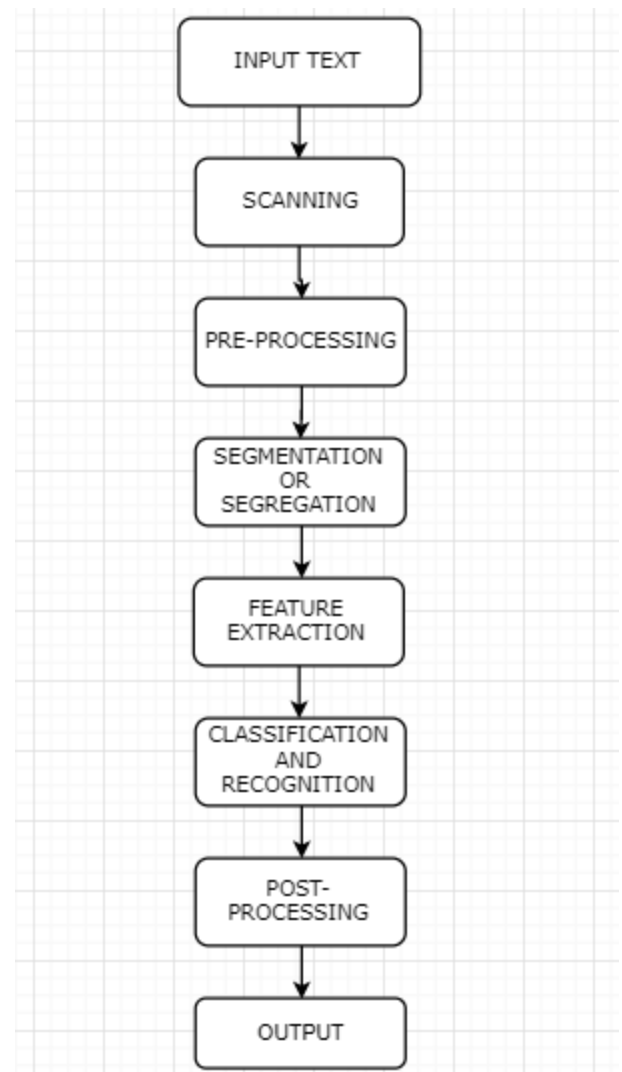 INPUT TEXT
SCANNING
PRE-PROCESSING
SEGMENTATION
OR
SEGREGATION
FEATURE
EXTRACTION
CLASSIFICATION
AND
RECOGNITION
POST-
PROCESSING
OUTPUT